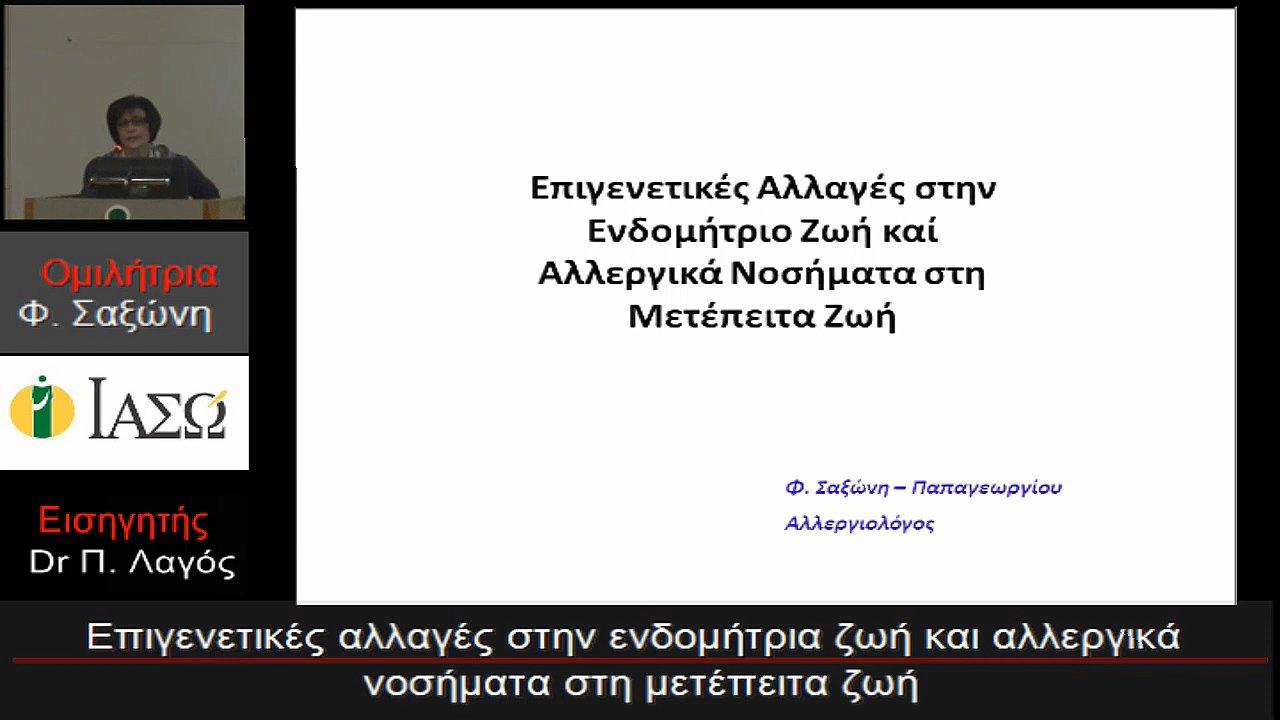 Επιγενετικές Αλλαγές στην
Ενδομήτριο Ζωή καί
Αλλεργικά Νοσήματα στη
Μετέπειτα Ζωή
Φ. Σαξώνη – Παπαγεωργίου
Αλλεργιολόγος
Ομιλήτρια
Φ. Σαξώνη
ΙΑΣΩ
Εισηγητής
Dr Π. Λαγός
Επιγενετικές αλλαγές στην ενδομήτρια ζωή και αλλεργικά
νοσήματα στη μετέπειτα ζωή